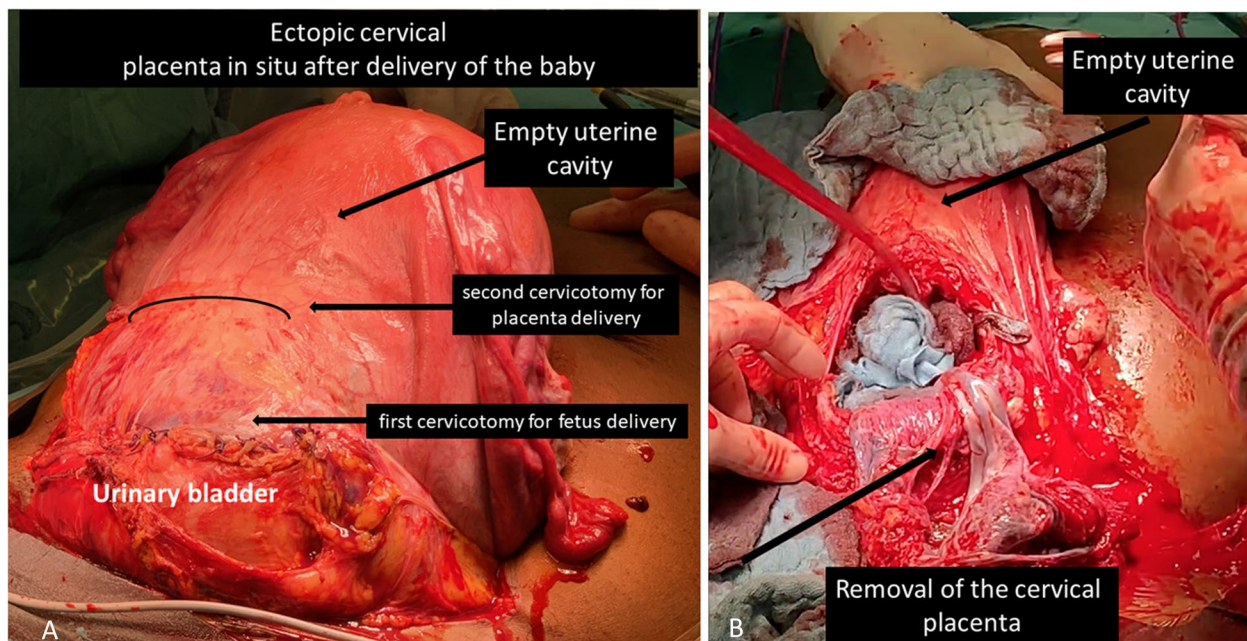 Ectopic cervical
placenta in situ after delivery of the baby
Empty uterine
cavity
second cervicotomy for
placenta delivery
first cervicotomy for fetus delivery
Urinary bladder
A
Empty uterine
cavity
Removal of the cervical
placenta
B